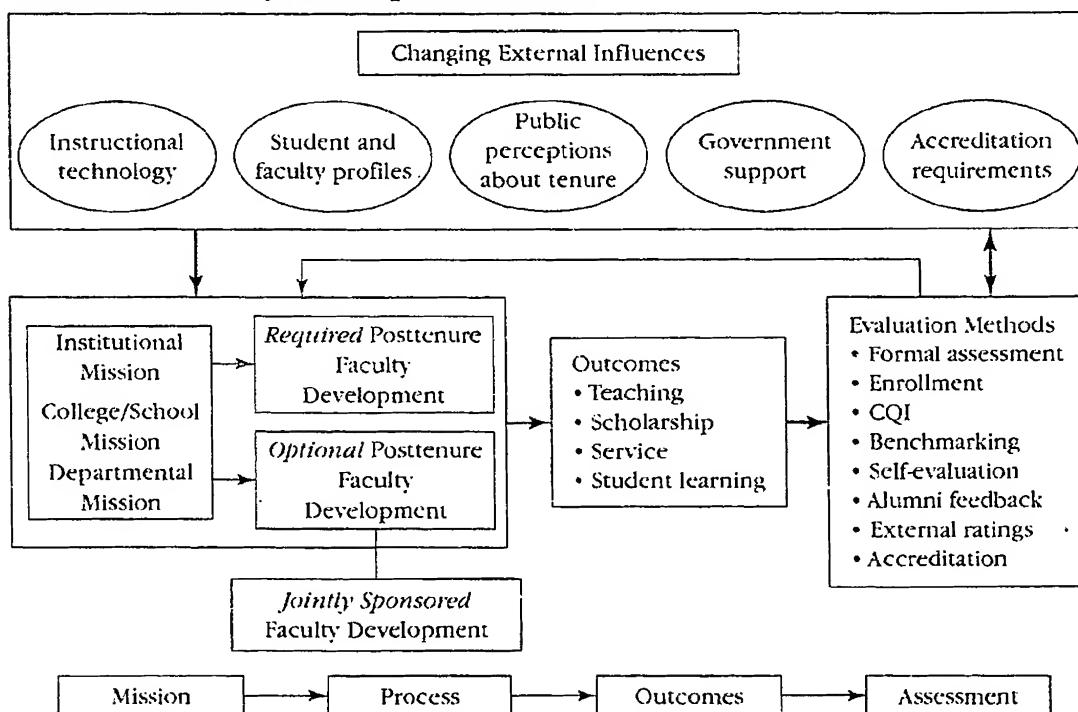 Changing External Influences
Instructional
technology
Student and
faculty profiles
Public
perceptions
about tenure
Government
support
Accreditation
requirements
Institutional
Mission
College/School
Mission
Departmental
Mission
Required Posttenure
Faculty
Development
Optional Posttenure
Faculty
Development
Jointly Sponsored
Faculty Development
Outcomes
• Teaching
• Scholarship
• Service
• Student learning
Evaluation Methods
• Formal assessment
• Enrollment
• CQI
• Benchmarking
• Self-evaluation
• Alumni feedback
• External ratings
• Accreditation
Mission
Process
Outcomes
Assessment